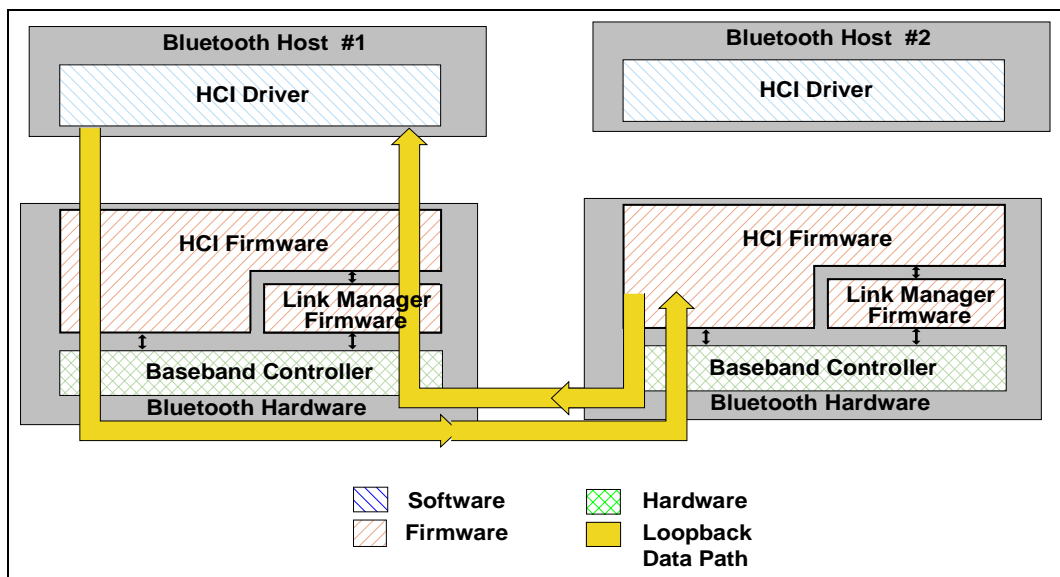 Bluetooth Host #1
HCI Driver
HCI Firmware
Link Manager
Firmware
Baseband Controller
Bluetooth Hardware
Bluetooth Host #2
HCI Driver
HCI Firmware
Link Manager
Firmware
Baseband Controller
Bluetooth Hardware
Software
Firmware
Hardware
Loopback
Data Path